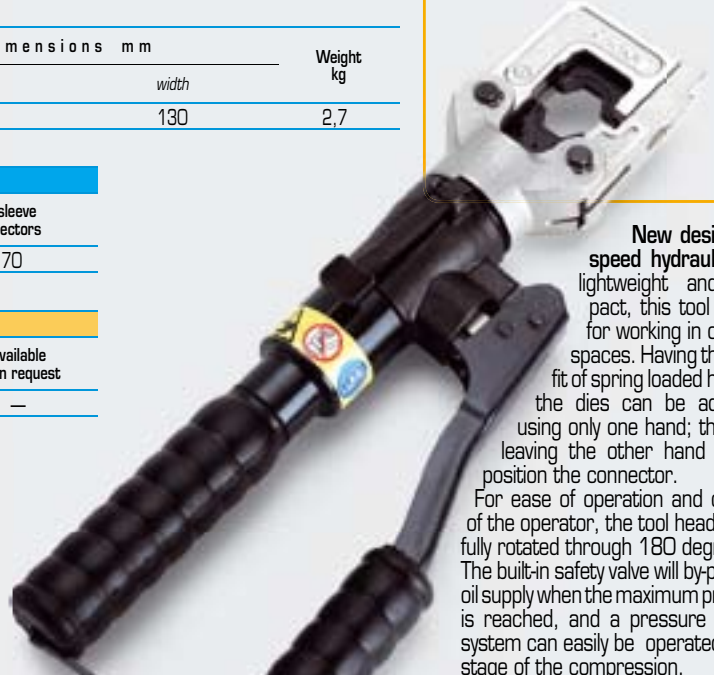 mensions mm
Weight
kg
width
130
2,7
sleeve
ectors
70
vailable
n request
—
New desi
speed hydraul
lightweight and
pact, this tool
for working in c
spaces. Having th
fit of spring loaded h
the dies can be ac
using only one hand; th
leaving the other hand
position the connector.
For ease of operation and c
of the operator, the tool head
fully rotated through 180 degr
The built-in safety valve will by-p
oil supply when the maximum pr
is reached, and a pressure
system can easily be operated
stage of the compression.